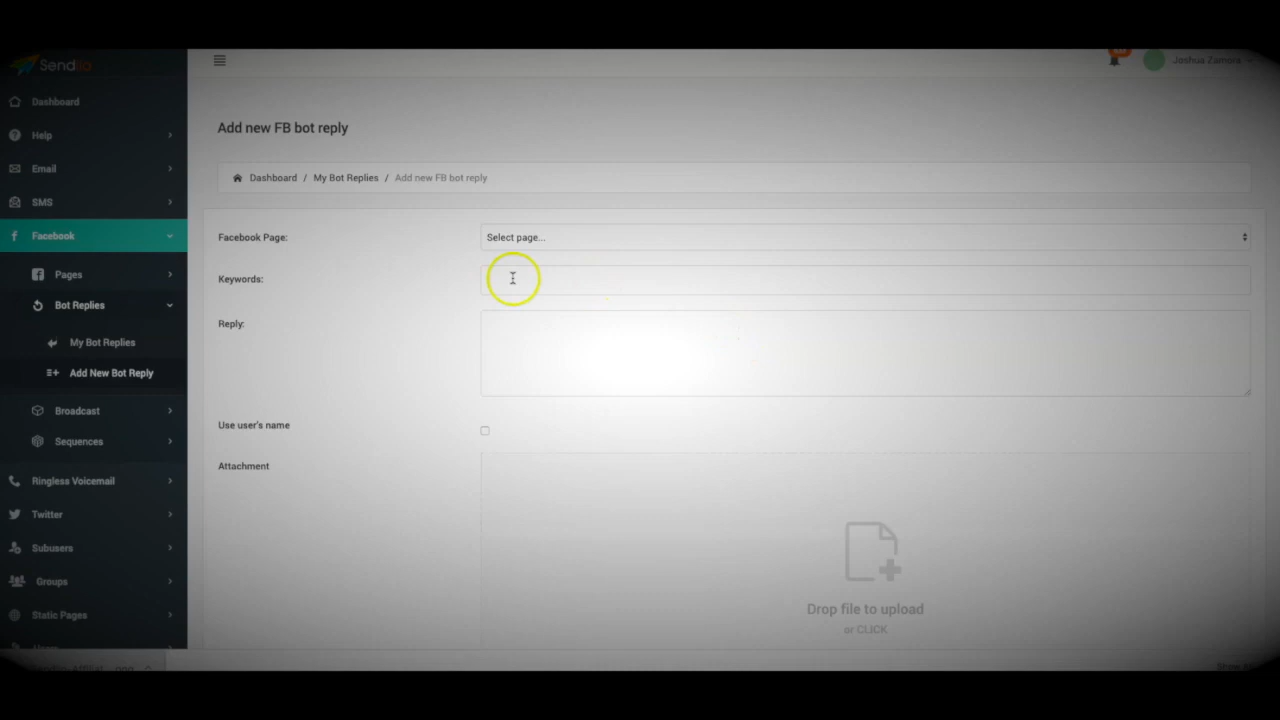 Sendiio
Joshua Zamora
Dashboard
Help
Email
SMS
Facebook
Pages
Bot Replies
My Bot Replies
Add New Bot Reply
Broadcast
Sequences
Ringless Voicemail
Twitter
Subusers
Groups
Static Pages
Add new FB bot reply
Dashboard / My Bot Replies / Add new FB bot reply
Facebook Page:
Select page...
Keywords:
Reply:
Use user's name
Attachment
Drop file to upload
or CLICK